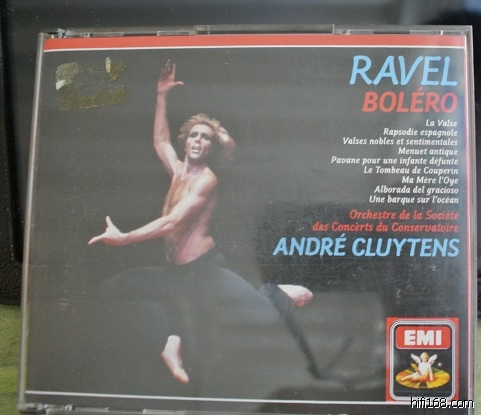 RAVEL
BOLÉRO
La Valse
Rapsodie espagnole
Valses nobles et sentimentales
Menuet antique
Pavane pour une infante défunte
Le Tombeau de Couperin
Ma Mère l'Oye
Alborada del gracioso
Une barque sur l'océan
Orchestre de la Société
des Concerts du Conservatoire
ANDRÉ CLUYTENS
EMI
hifi168.com